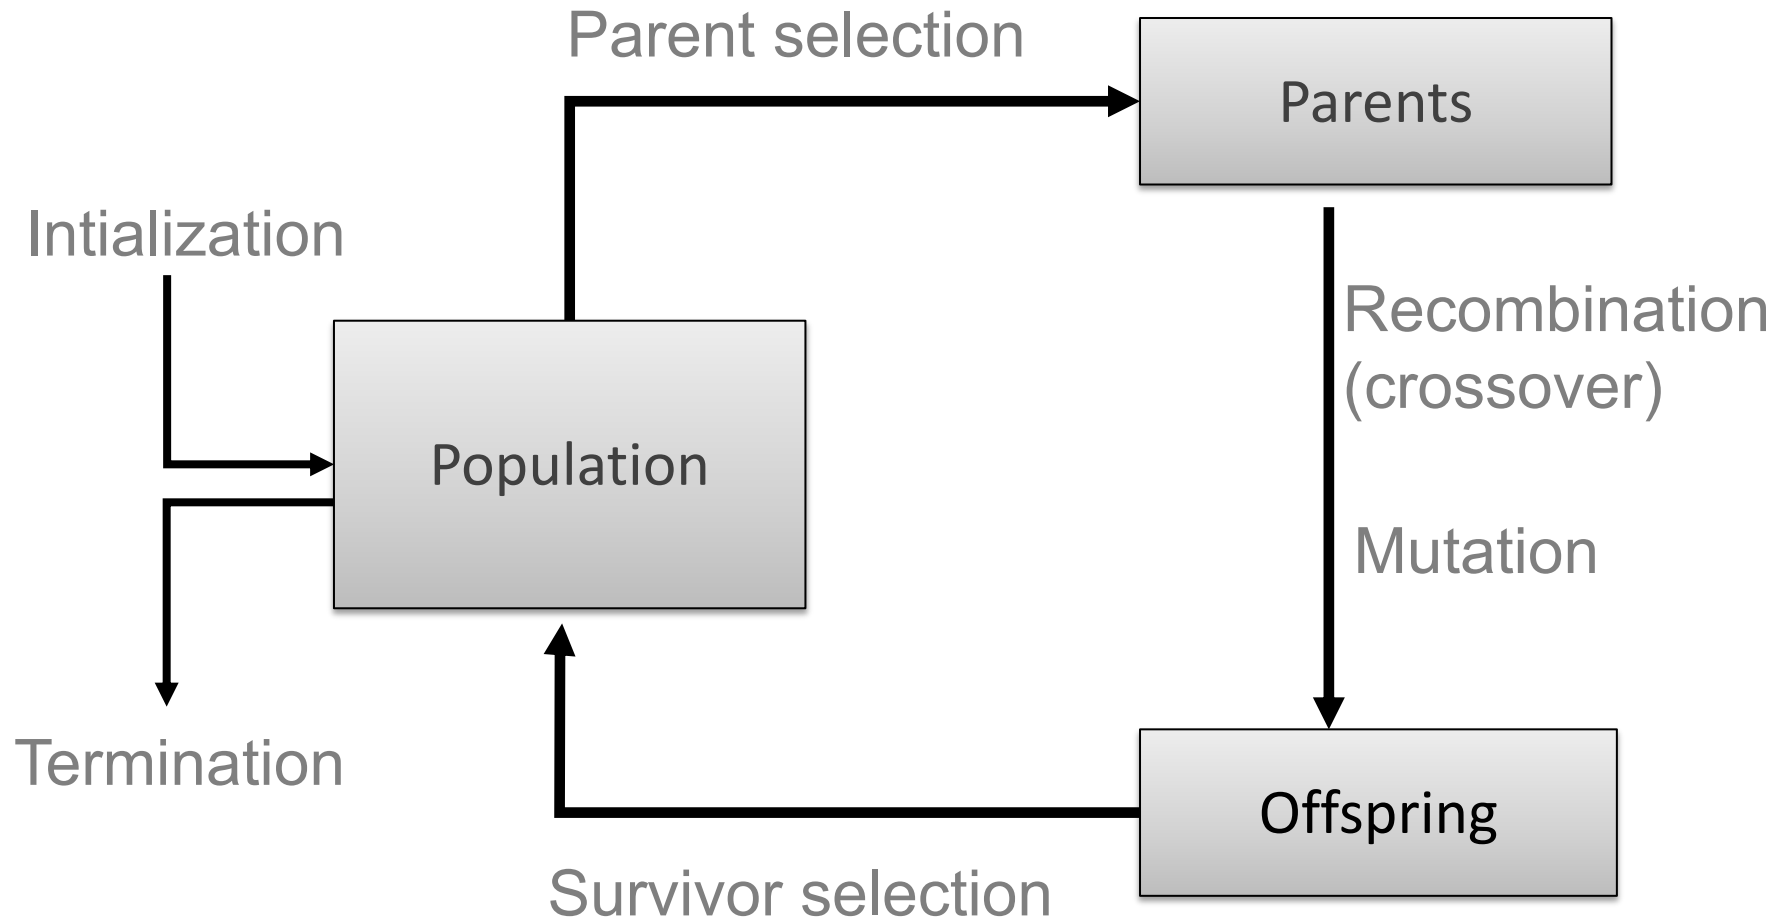 Parent selection
Parents
Intialization
Recombination
(crossover)
Population
Mutation
Termination
Offspring
Survivor selection